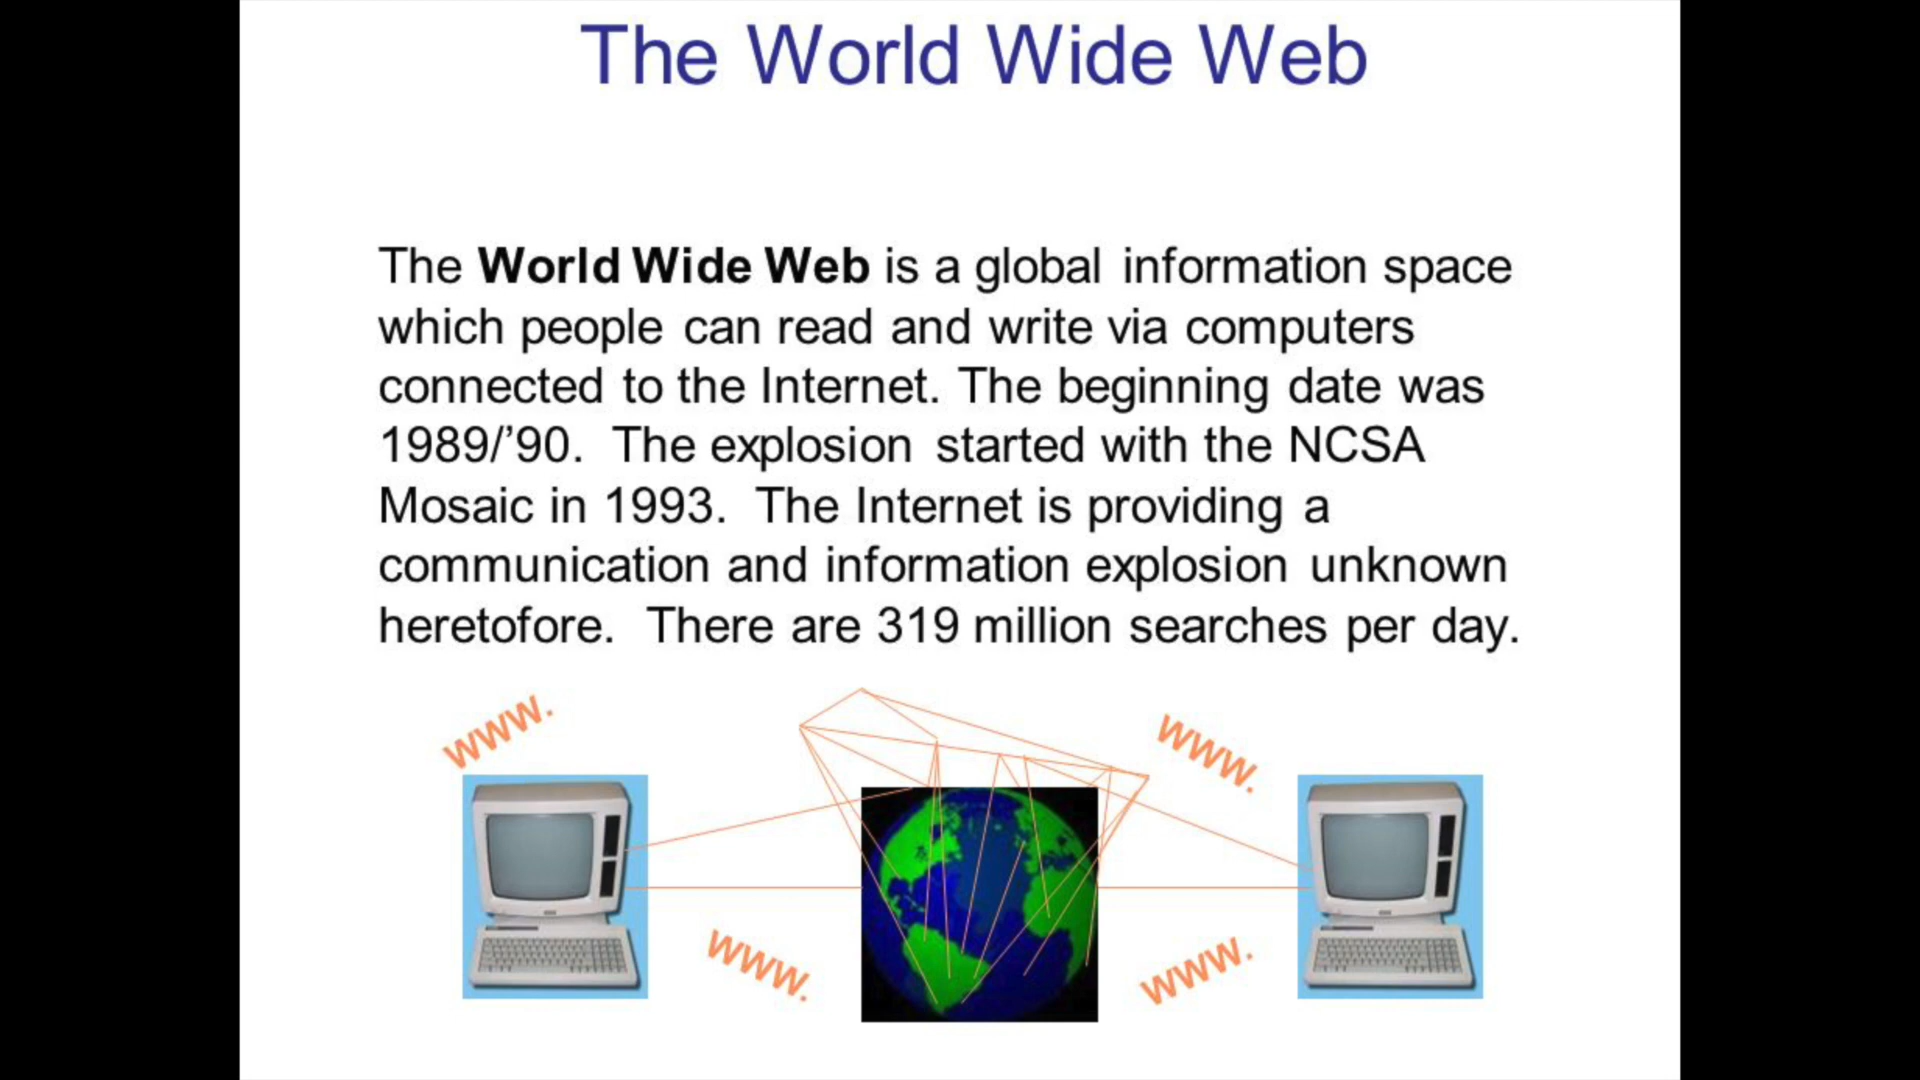 The World Wide Web
The World Wide Web is a global information space
which people can read and write via computers
connected to the Internet. The beginning date was
1989/’90. The explosion started with the NCSA
Mosaic in 1993. The Internet is providing a
communication and information explosion unknown
heretofore. There are 319 million searches per day.
www.
www.
www.
www.